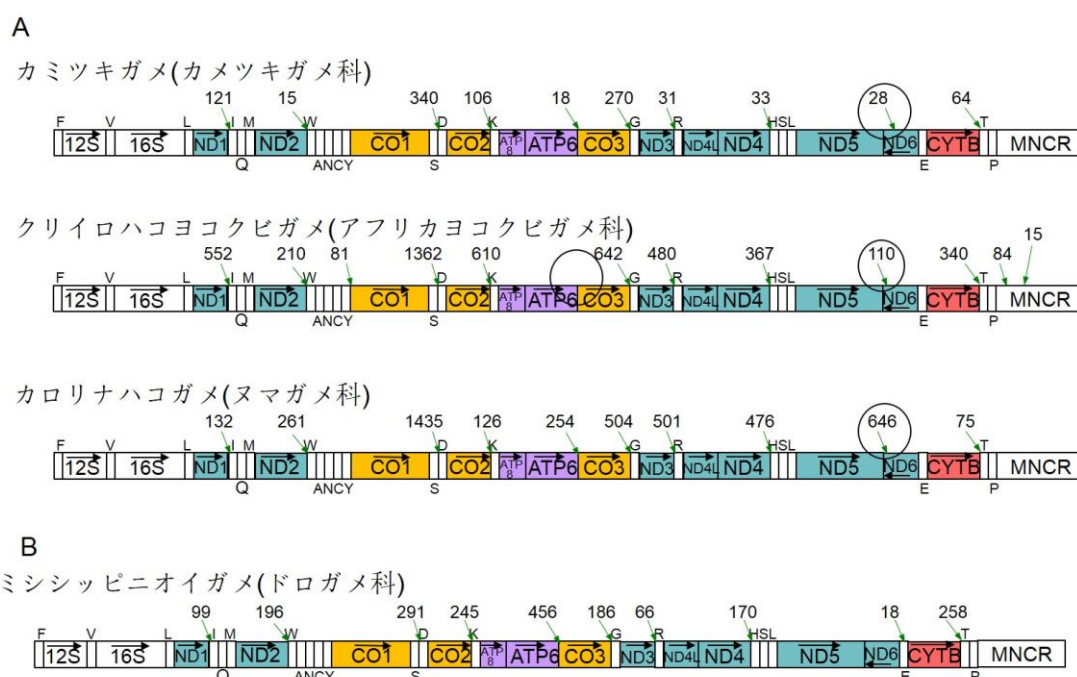 A
カミツキガメ(カメツキガメ科)
121 15 340 106 18 270 31 33 28 64
F V L I M W D K G R HSL T
12S 16S ND1 ND2 CO1 CO2 ATP8 ATP6 CO3 ND3 ND4L ND4 ND5 ND6 CYTB MNCR
Q ANCY S E P
クリイロハコヨコクビガメ(アフリカヨコクビガメ科)
15
552 210 81 1362 610 642 480 367 110 340 84
F V L I M W D K G R HSL T
12S 16S ND1 ND2 CO1 CO2 ATP8 ATP6 CO3 ND3 ND4L ND4 ND5 ND6 CYTB MNCR
Q ANCY S E P
カロリナハコガメ(ヌマガメ科)
132 261 1435 126 254 504 501 476 646 75
F V L I M W D K G R HSL T
12S 16S ND1 ND2 CO1 CO2 ATP8 ATP6 CO3 ND3 ND4L ND4 ND5 ND6 CYTB MNCR
Q ANCY S E P
B
ミシシッピニオイガメ(ドロガメ科)
99 196 291 245 456 186 66 170 18 258
F V L I M W D K G R HSL T
12S 16S ND1 ND2 CO1 CO2 ATP8 ATP6 CO3 ND3 ND4L ND4 ND5 ND6 CYTB MNCR
Q ANCY S E P